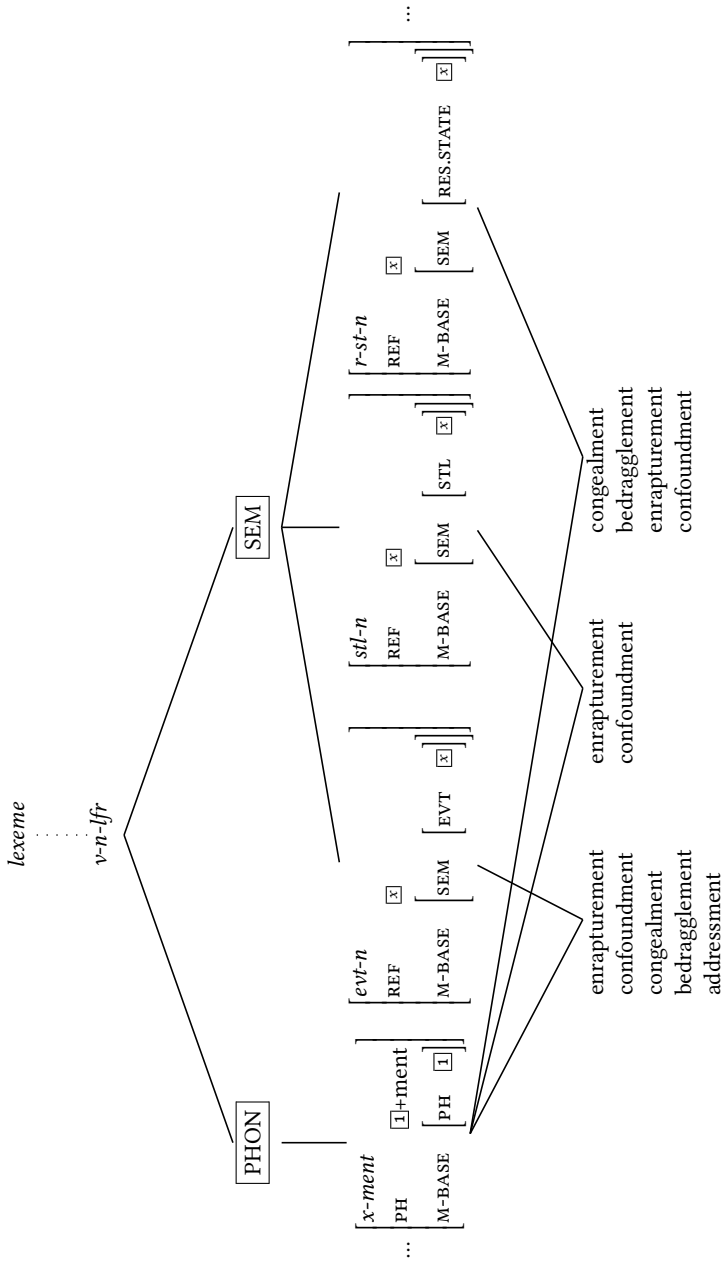 lexeme
v-n-lfr
PHON
SEM
...
x-ment
PH 1+ment
M-BASE [PH 1]
evt-n
REF x
M-BASE [SEM [EVT x]]
stl-n
REF x
M-BASE [SEM [STL x]]
r-st-n
REF x
M-BASE [SEM [RES.STATE x]]
...
enrapturement
confoundment
congealment
bedragglement
addressment
enrapturement
confoundment
congealment
bedragglement
enrapturement
confoundment